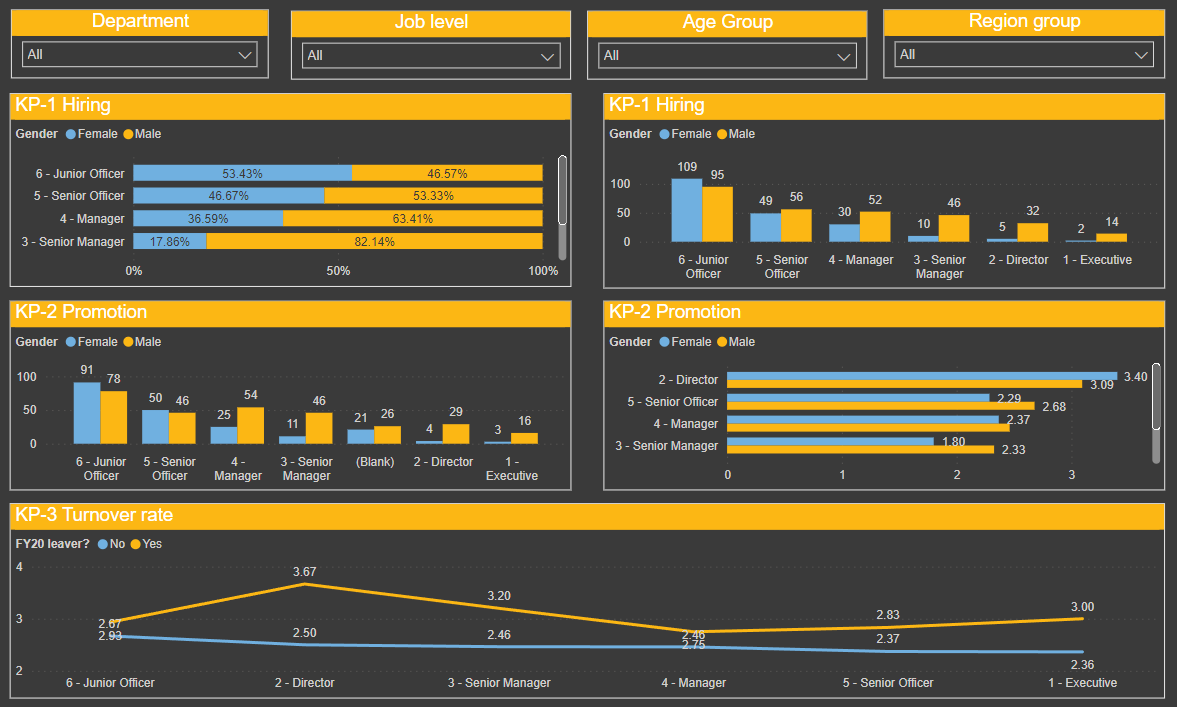 Department
Job level
Age Group
Region group
All
All
All
All
KP-1 Hiring
Gender Female Male
6 - Junior Officer 53.43% 46.57%
5 - Senior Officer 46.67% 53.33%
4 - Manager 36.59% 63.41%
3 - Senior Manager 17.86% 82.14%
0% 50% 100%
KP-1 Hiring
Gender Female Male
100
50
0
109 95
49 56
30 52
10 46
5 32
2 14
6 - Junior
Officer
5 - Senior
Officer
4 - Manager
3 - Senior
Manager
2 - Director
1 - Executive
KP-2 Promotion
Gender Female Male
100
50
0
91 78
50 46
25 54
11 46
21 26
4 29
3 16
6 - Junior
Officer
5 - Senior
Officer
4 -
Manager
3 - Senior
Manager
(Blank)
2 - Director
1 -
Executive
KP-2 Promotion
Gender Female Male
2 - Director 3.40
3.09
5 - Senior Officer 2.29
2.68
4 - Manager 2.37
3 - Senior Manager 1.80
2.33
0 1 2 3
KP-3 Turnover rate
FY20 leaver? No Yes
4
3
2
2.67
2.93
3.67
2.50
3.20
2.46
2.46
2.75
2.83
2.37
3.00
2.36
6 - Junior Officer
2 - Director
3 - Senior Manager
4 - Manager
5 - Senior Officer
1 - Executive